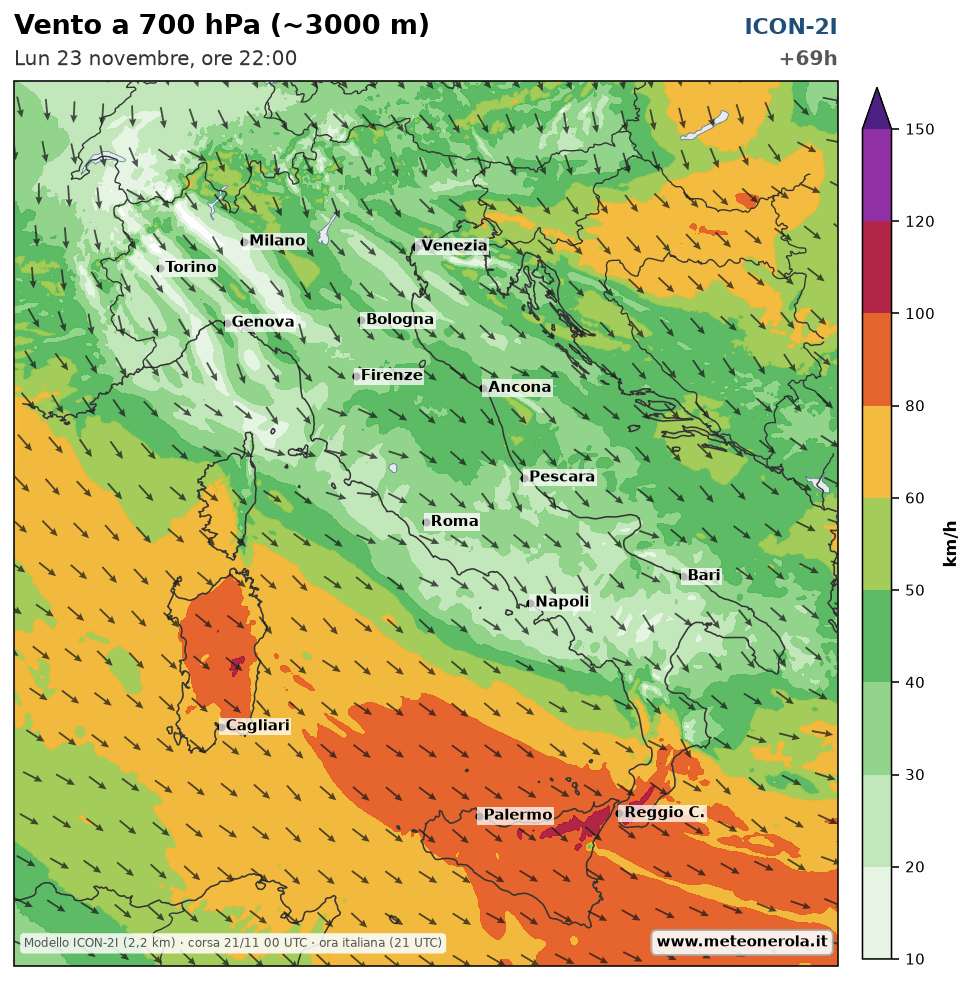 Vento a 700 hPa (~3000 m)
ICON-2I
Lun 23 novembre, ore 22:00
+69h
150
120
100
80
60
50
40
30
20
10
km/h
Milano
Venezia
Torino
Genova
Bologna
Firenze
Ancona
Pescara
Roma
Bari
Napoli
Cagliari
Palermo
Reggio C.
Modello ICON-2I (2,2 km) · corsa 21/11 00 UTC · ora italiana (21 UTC)
www.meteonerola.it